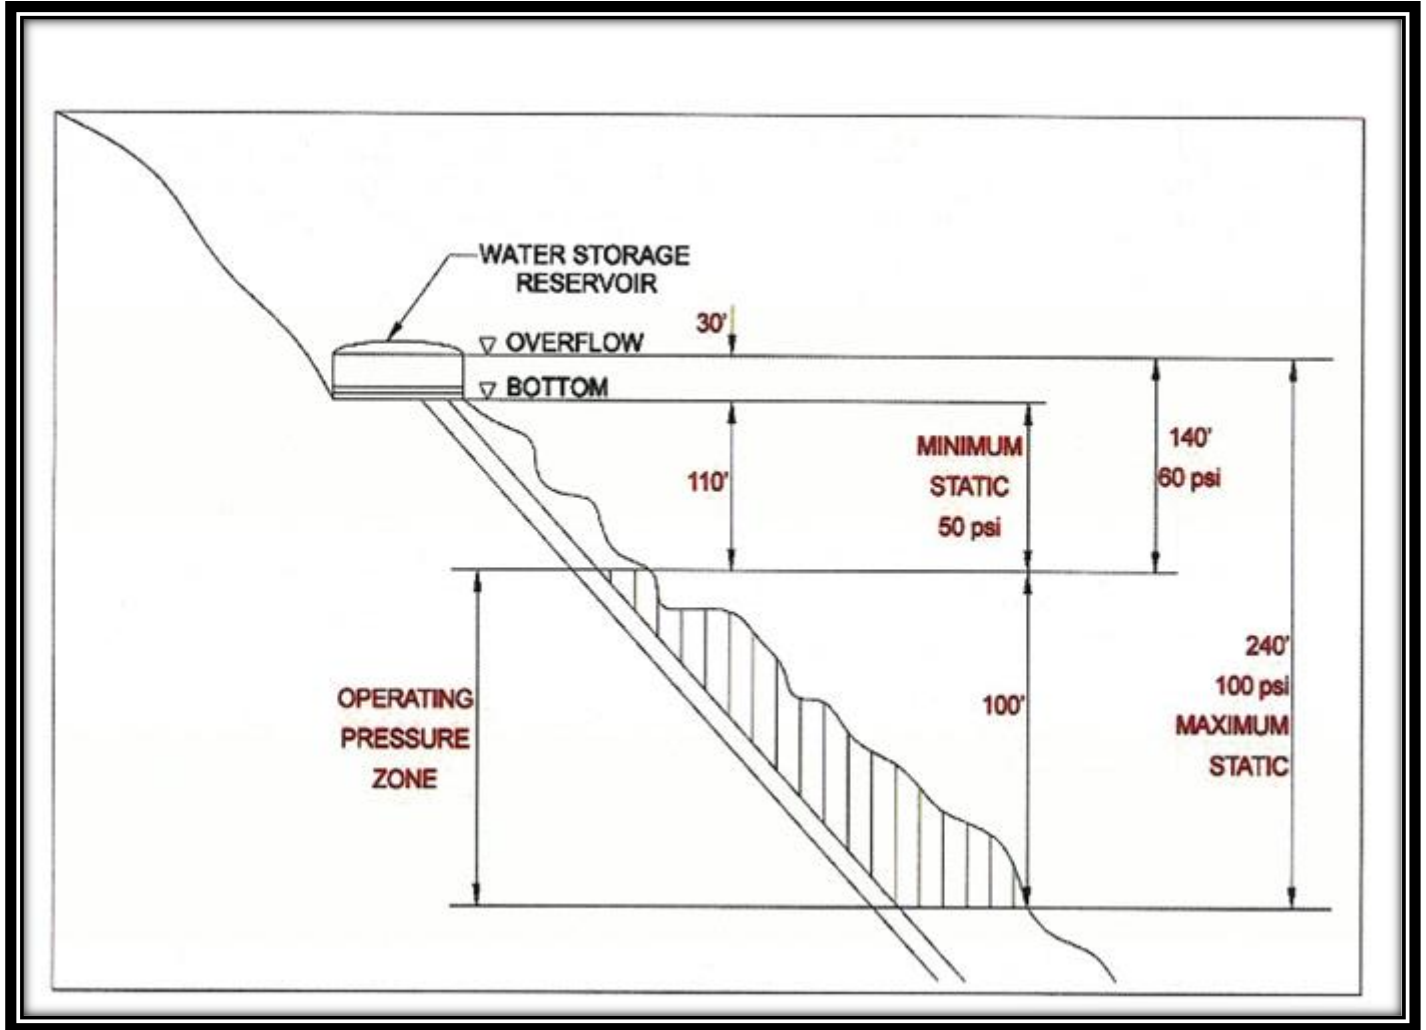 WATER STORAGE
RESERVOIR
30'
OVERFLOW
BOTTOM
110'
MINIMUM
STATIC
50 psi
140'
60 psi
OPERATING
PRESSURE
ZONE
100'
240'
100 psi
MAXIMUM
STATIC